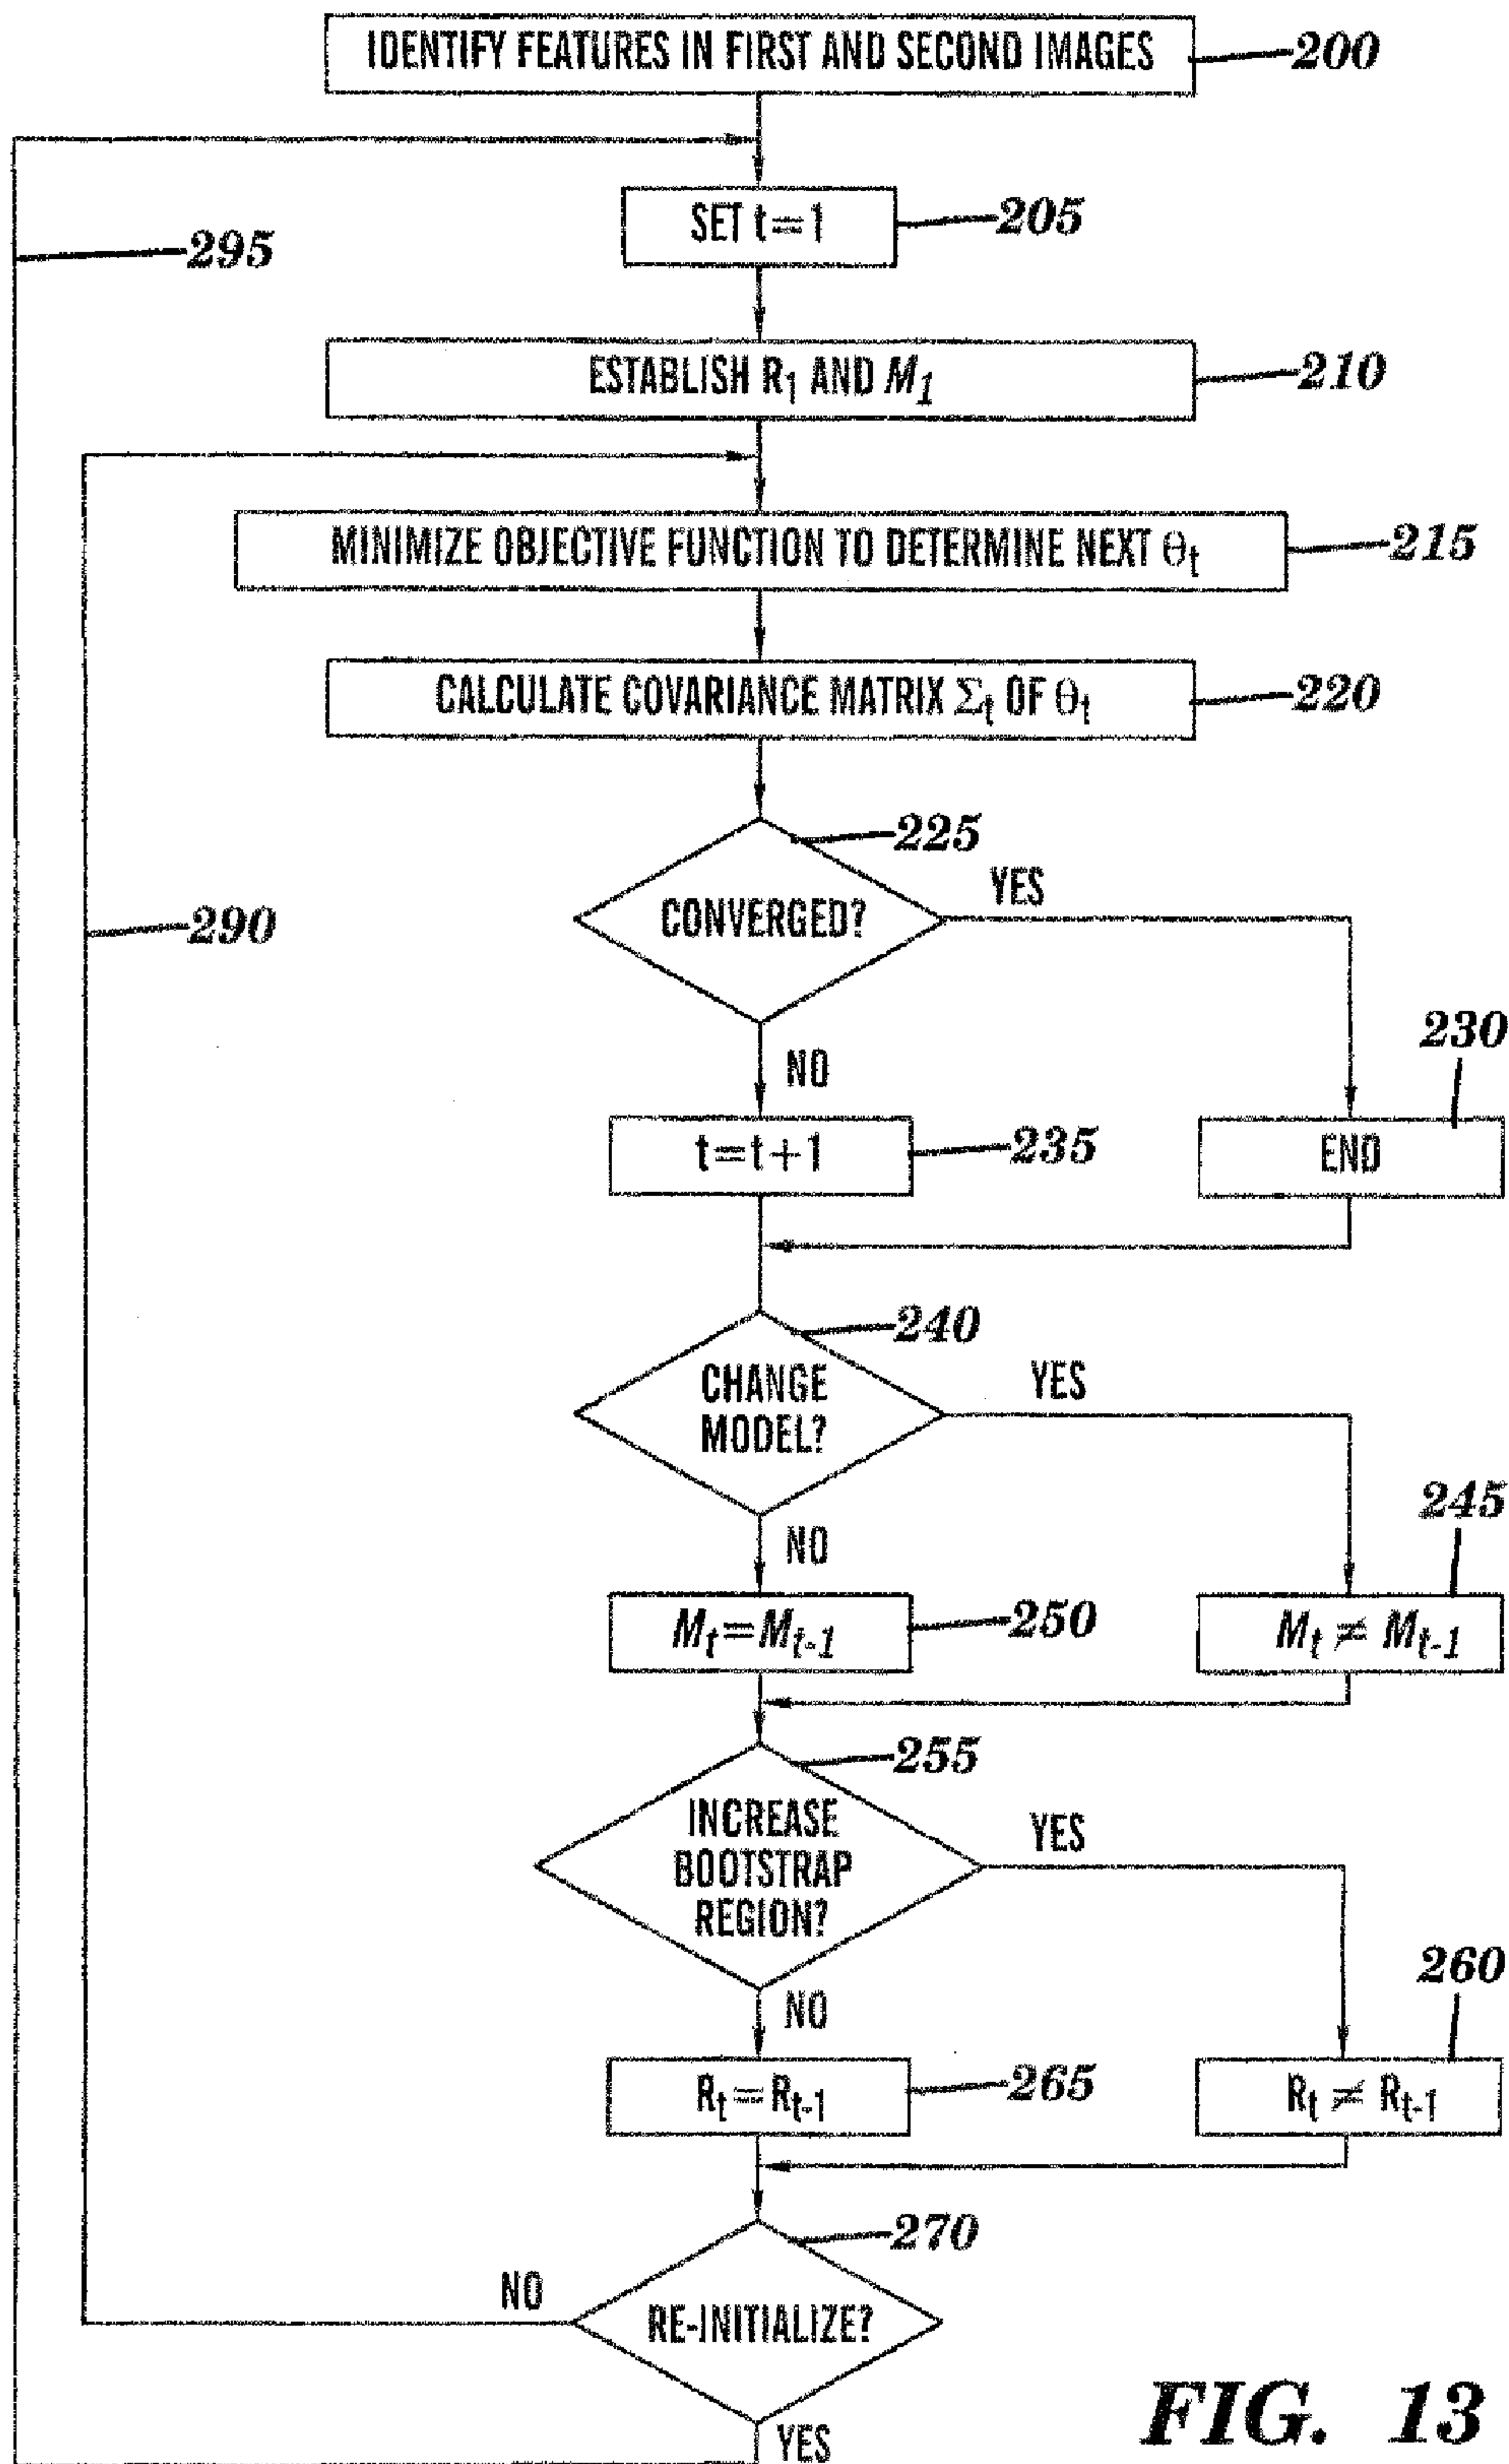 IDENTIFY FEATURES IN FIRST AND SECOND IMAGES
200
SET t=1
205
295
ESTABLISH R1 AND M1
210
MINIMIZE OBJECTIVE FUNCTION TO DETERMINE NEXT Θt
215
CALCULATE COVARIANCE MATRIX Σt OF Θt
220
225
CONVERGED?
YES
290
NO
230
t=t+1
235
END
240
CHANGE
MODEL?
YES
NO
245
Mt=Mt-1
250
Mt ≠ Mt-1
255
INCREASE
BOOTSTRAP
REGION?
YES
NO
260
Rt=Rt-1
265
Rt ≠ Rt-1
270
NO
RE-INITIALIZE?
YES
FIG. 13